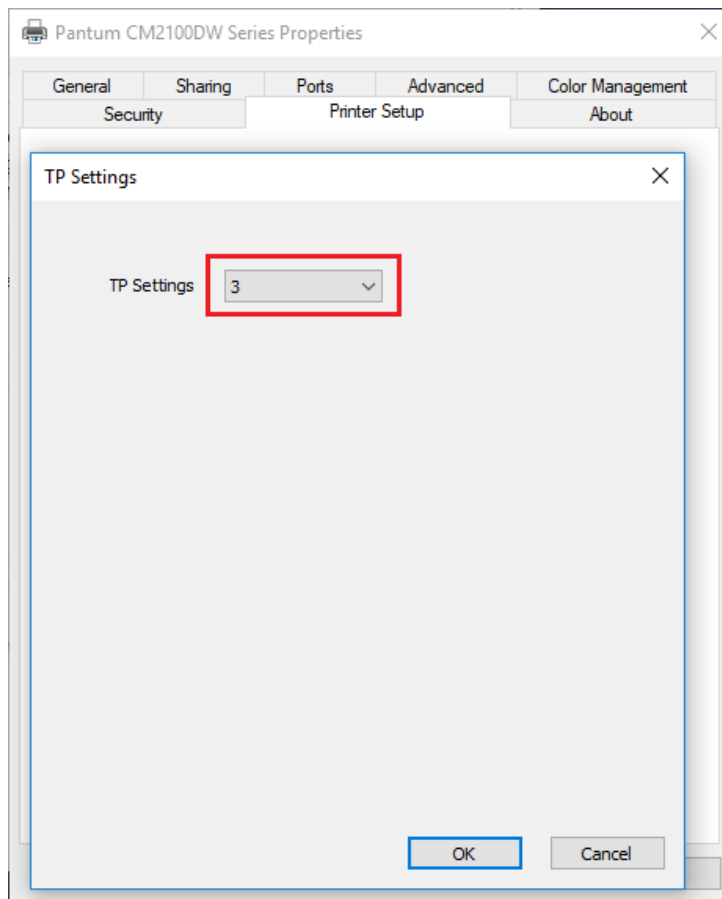 Pantum CM2100DW Series Properties
General Sharing Ports Advanced Color Management
Security Printer Setup About
TP Settings
TP Settings 3
OK Cancel